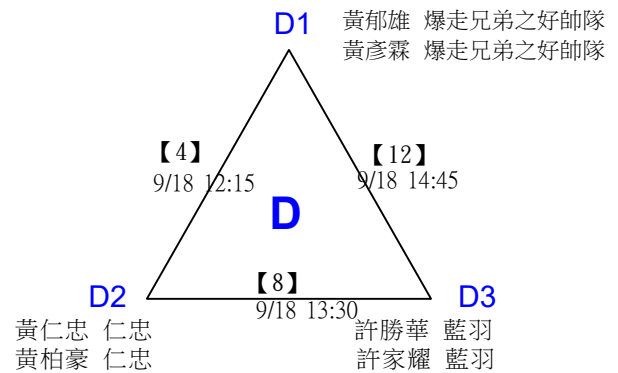 D1
黃郁雄 爆走兄弟之好帥隊
黃彥霖 爆走兄弟之好帥隊
【4】
9/18 12:15
【12】
9/18 14:45
D
【8】
9/18 13:30
D2
黃仁忠 仁忠
黄柏豪 仁忠
D3
許勝華 藍羽
許家耀 藍羽